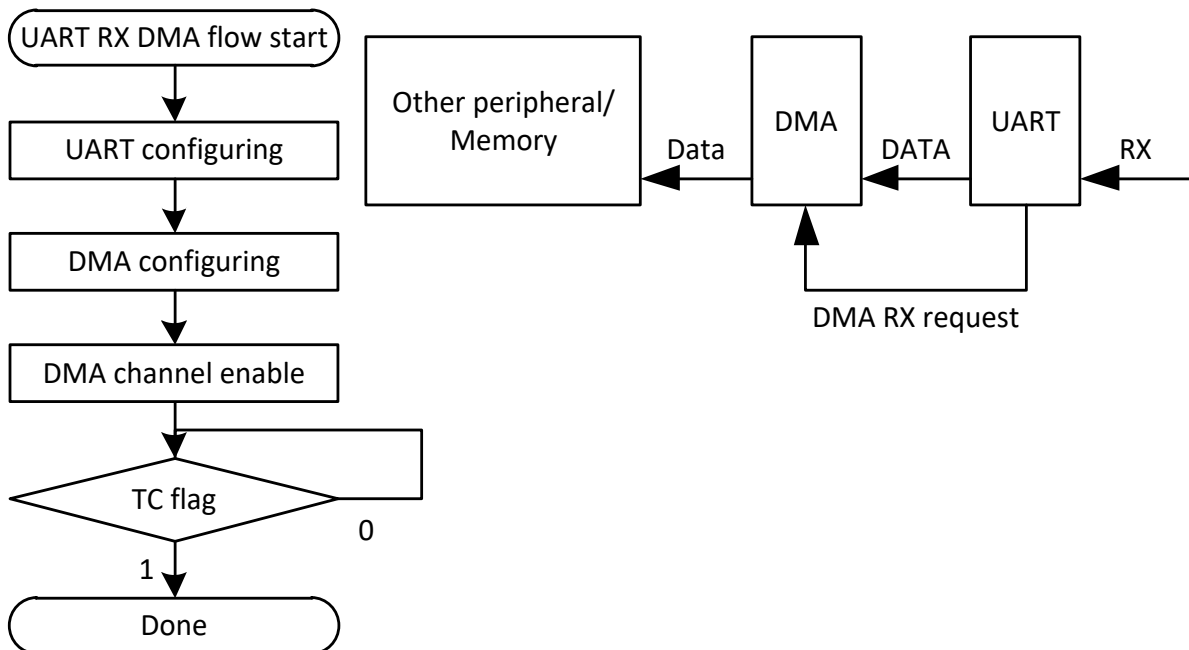 UART RX DMA flow start
UART configuring
DMA configuring
DMA channel enable
TC flag
0
1
Done
Other peripheral/
Memory
Data
DMA
DATA
UART
RX
DMA RX request